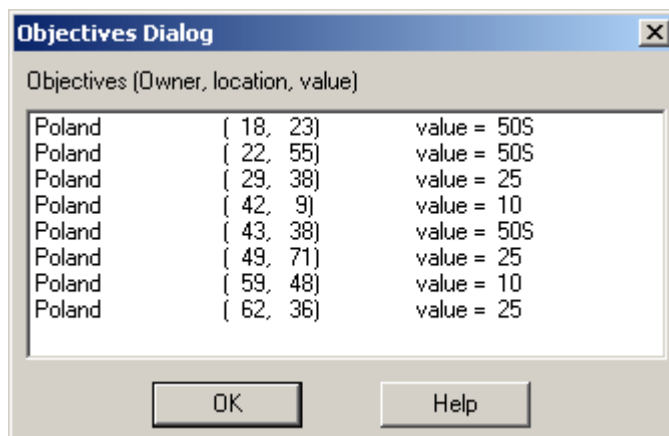 Objectives Dialog
Objectives (Owner, location, value)
Poland ( 18, 23) value = 50S
Poland ( 22, 55) value = 50S
Poland ( 29, 38) value = 25
Poland ( 42, 9) value = 10
Poland ( 43, 38) value = 50S
Poland ( 49, 71) value = 25
Poland ( 59, 48) value = 10
Poland ( 62, 36) value = 25
OK Help